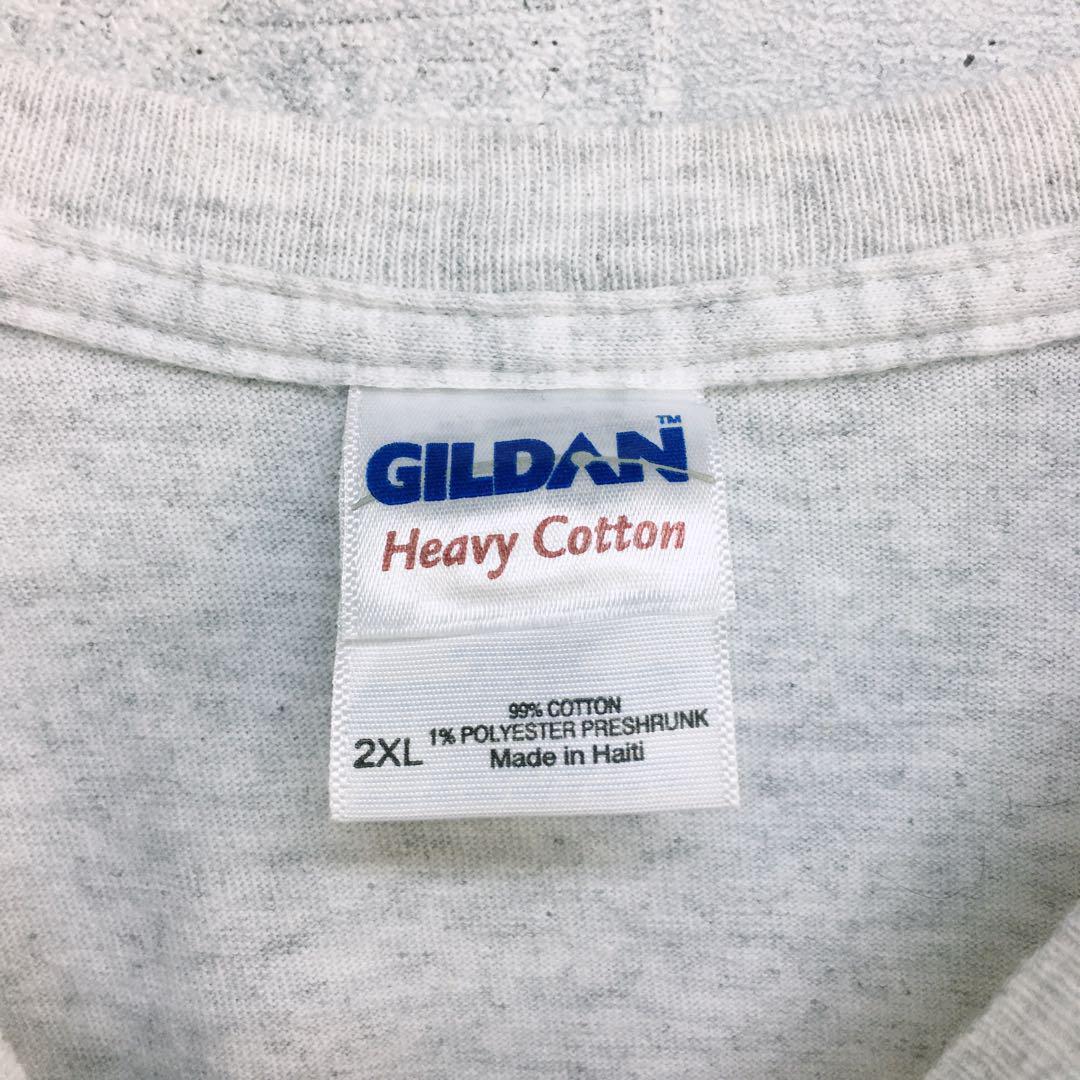 GILDAN™
Heavy Cotton
99% COTTON
1% POLYESTER PRESHRUNK
2XL Made in Haiti